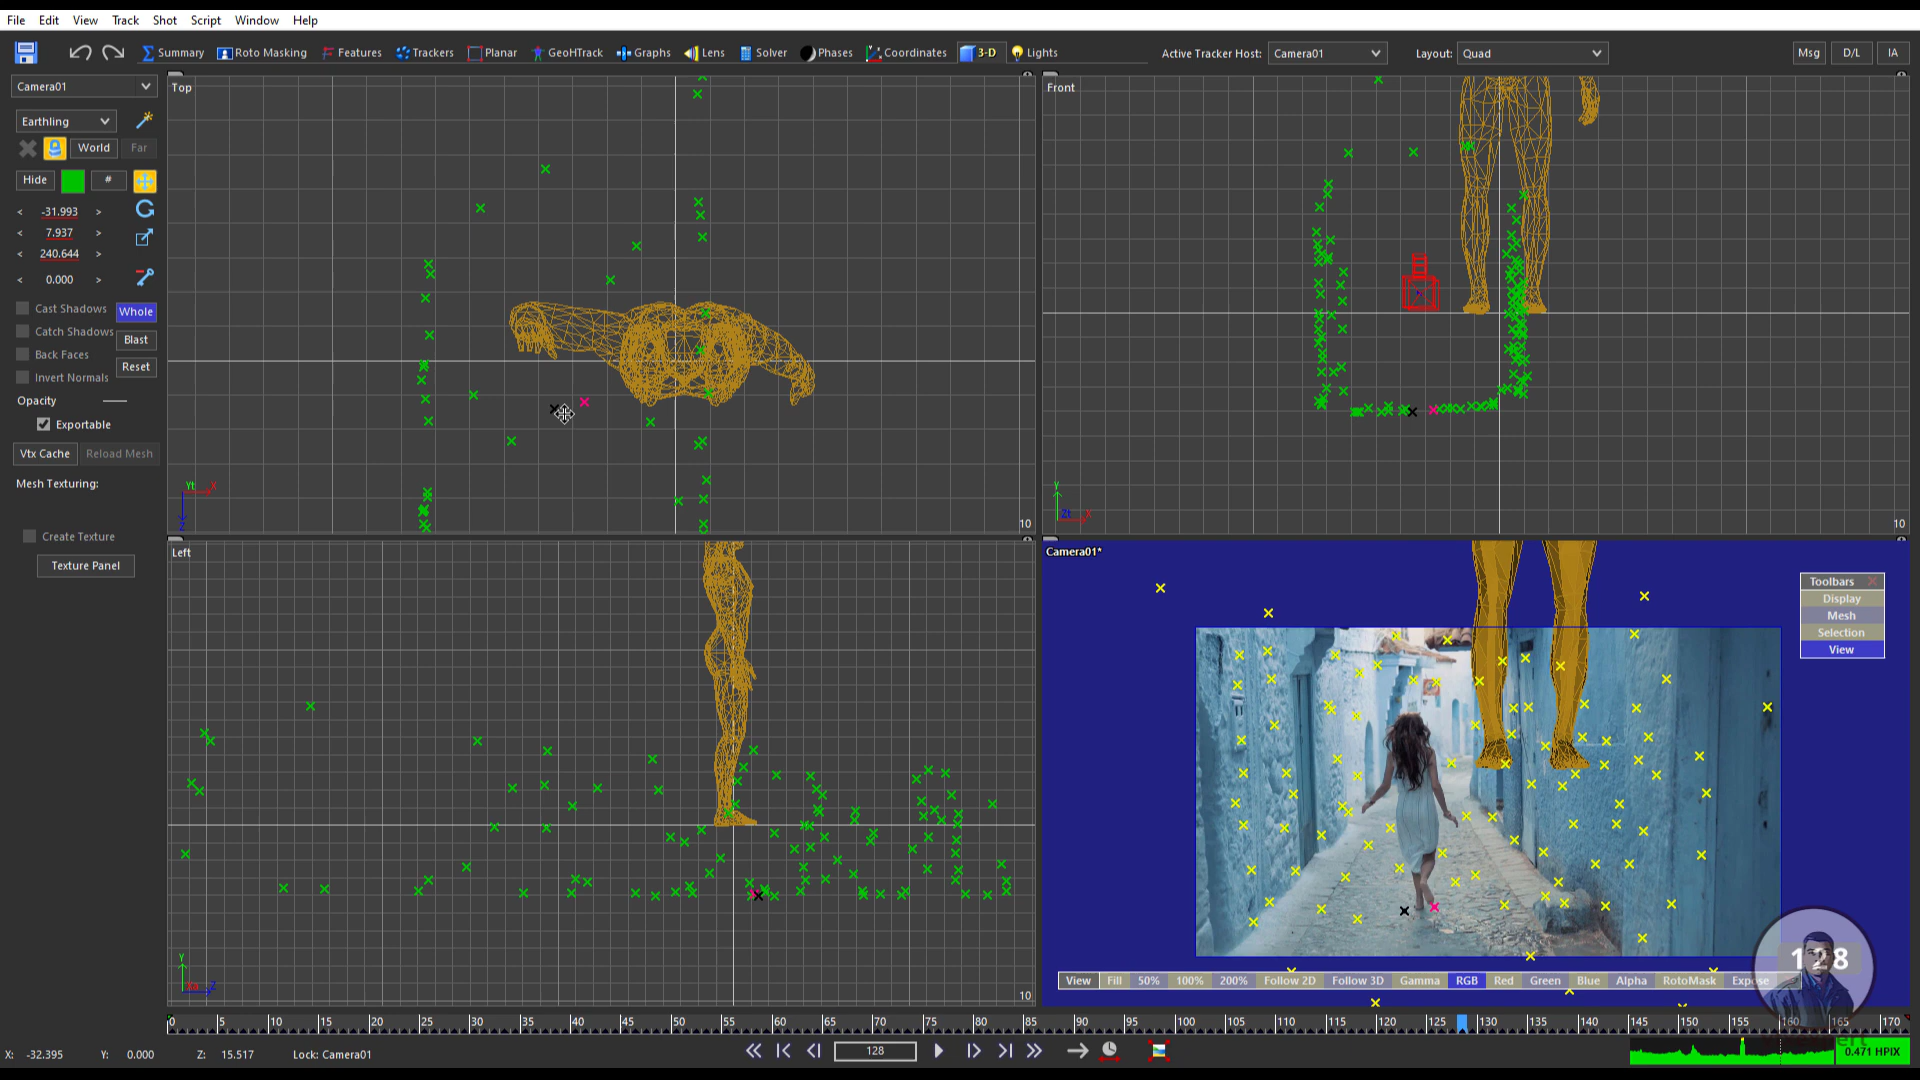 File Edit View Track Shot Script Window Help
Summary Roto Masking Features Trackers Planar GeoHTrack Graphs Lens Solver Phases Coordinates 3-D Lights Active Tracker Host: Camera01 Layout: Quad Msg D/L IA
Camera01
Earthling
World Far
Hide #
< -31.993 >
< 7.937 >
< 240.644 >
< 0.000 >
Cast Shadows Whole
Catch Shadows
Blast
Back Faces
Reset
Invert Normals
Opacity
Exportable
Vtx Cache Reload Mesh
Mesh Texturing:
Create Texture
Texture Panel
Top
Yt X
Z
10
Front
Y
Zt X
10
Left
Y
Xa Z
10
Camera01*
Toolbars
Display
Mesh
Selection
View
128
View Fill 50% 100% 200% Follow 2D Follow 3D Gamma RGB Red Green Blue Alpha RotoMask
0 5 10 15 20 25 30 35 40 45 50 55 60 65 70 75 80 85 90 95 100 105 110 115 120 125 130 135 140 145 150 155 160 165 170
X: -32.395 Y: 0.000 Z: 15.517 Lock: Camera01 128 0.471 HPIX